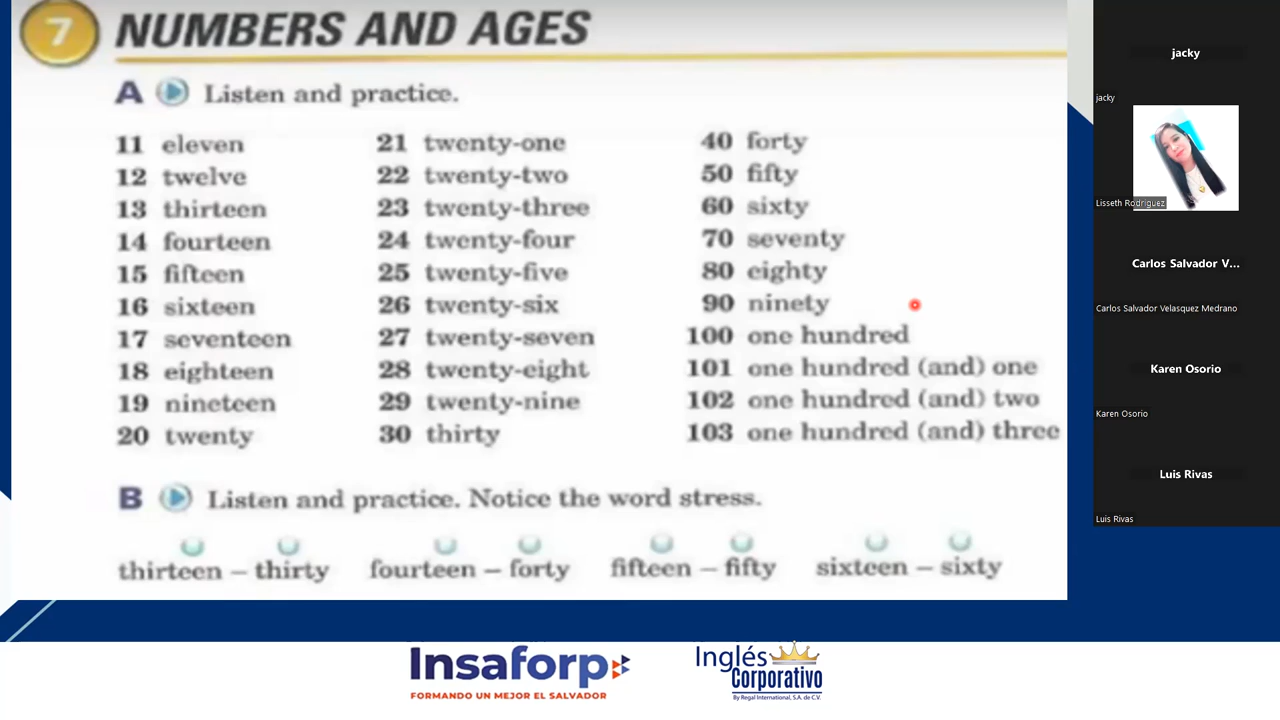 7 NUMBERS AND AGES
A Listen and practice.
11 eleven
12 twelve
13 thirteen
14 fourteen
15 fifteen
16 sixteen
17 seventeen
18 eighteen
19 nineteen
20 twenty
21 twenty-one
22 twenty-two
23 twenty-three
24 twenty-four
25 twenty-five
26 twenty-six
27 twenty-seven
28 twenty-eight
29 twenty-nine
30 thirty
40 forty
50 fifty
60 sixty
70 seventy
80 eighty
90 ninety
100 one hundred
101 one hundred (and) one
102 one hundred (and) two
103 one hundred (and) three
B Listen and practice. Notice the word stress.
thirteen – thirty fourteen – forty fifteen – fifty sixteen – sixty
Insaforp
FORMANDO UN MEJOR EL SALVADOR
Inglés
Corporativo
By Regal International, S.A. de C.V.
jacky
jacky
Lisseth Rodriguez
Carlos Salvador V...
Carlos Salvador Velasquez Medrano
Karen Osorio
Karen Osorio
Luis Rivas
Luis Rivas